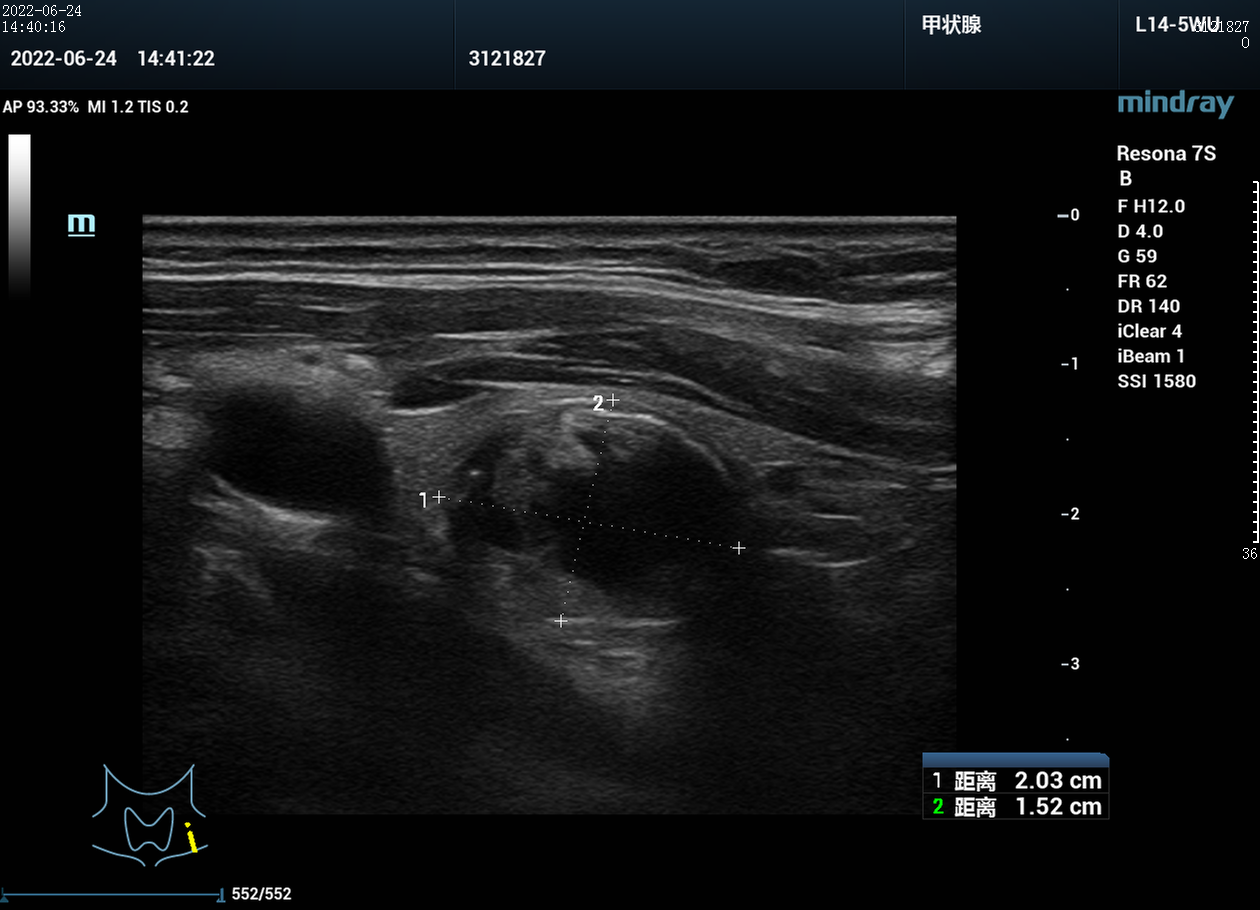 2022-06-24
14:40:16
甲状腺
L14-5WU
3121827
0
2022-06-24 14:41:22
3121827
AP 93.33% MI 1.2 TIS 0.2
mindray
m
Resona 7S
B
F H12.0
D 4.0
G 59
FR 62
DR 140
iClear 4
iBeam 1
SSI 1580
0
-1
-2
-3
36
2
1
1 距离 2.03 cm
2 距离 1.52 cm
552/552